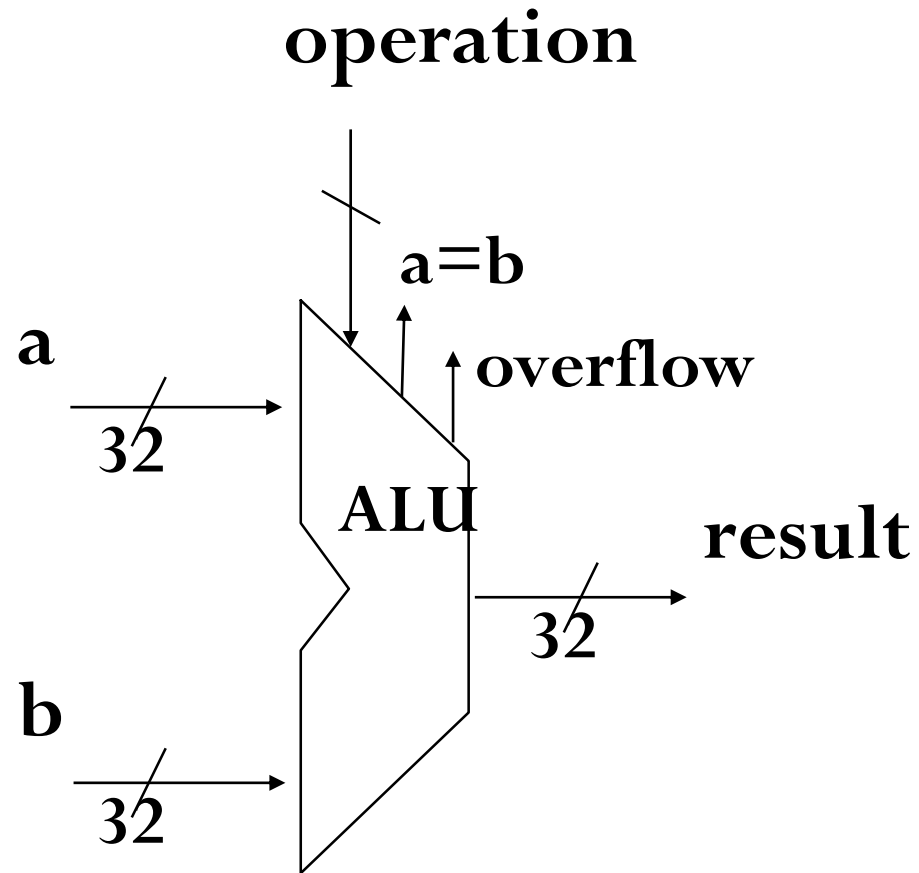 operation
a=b
a
overflow
32
ALU
result
32
b
32